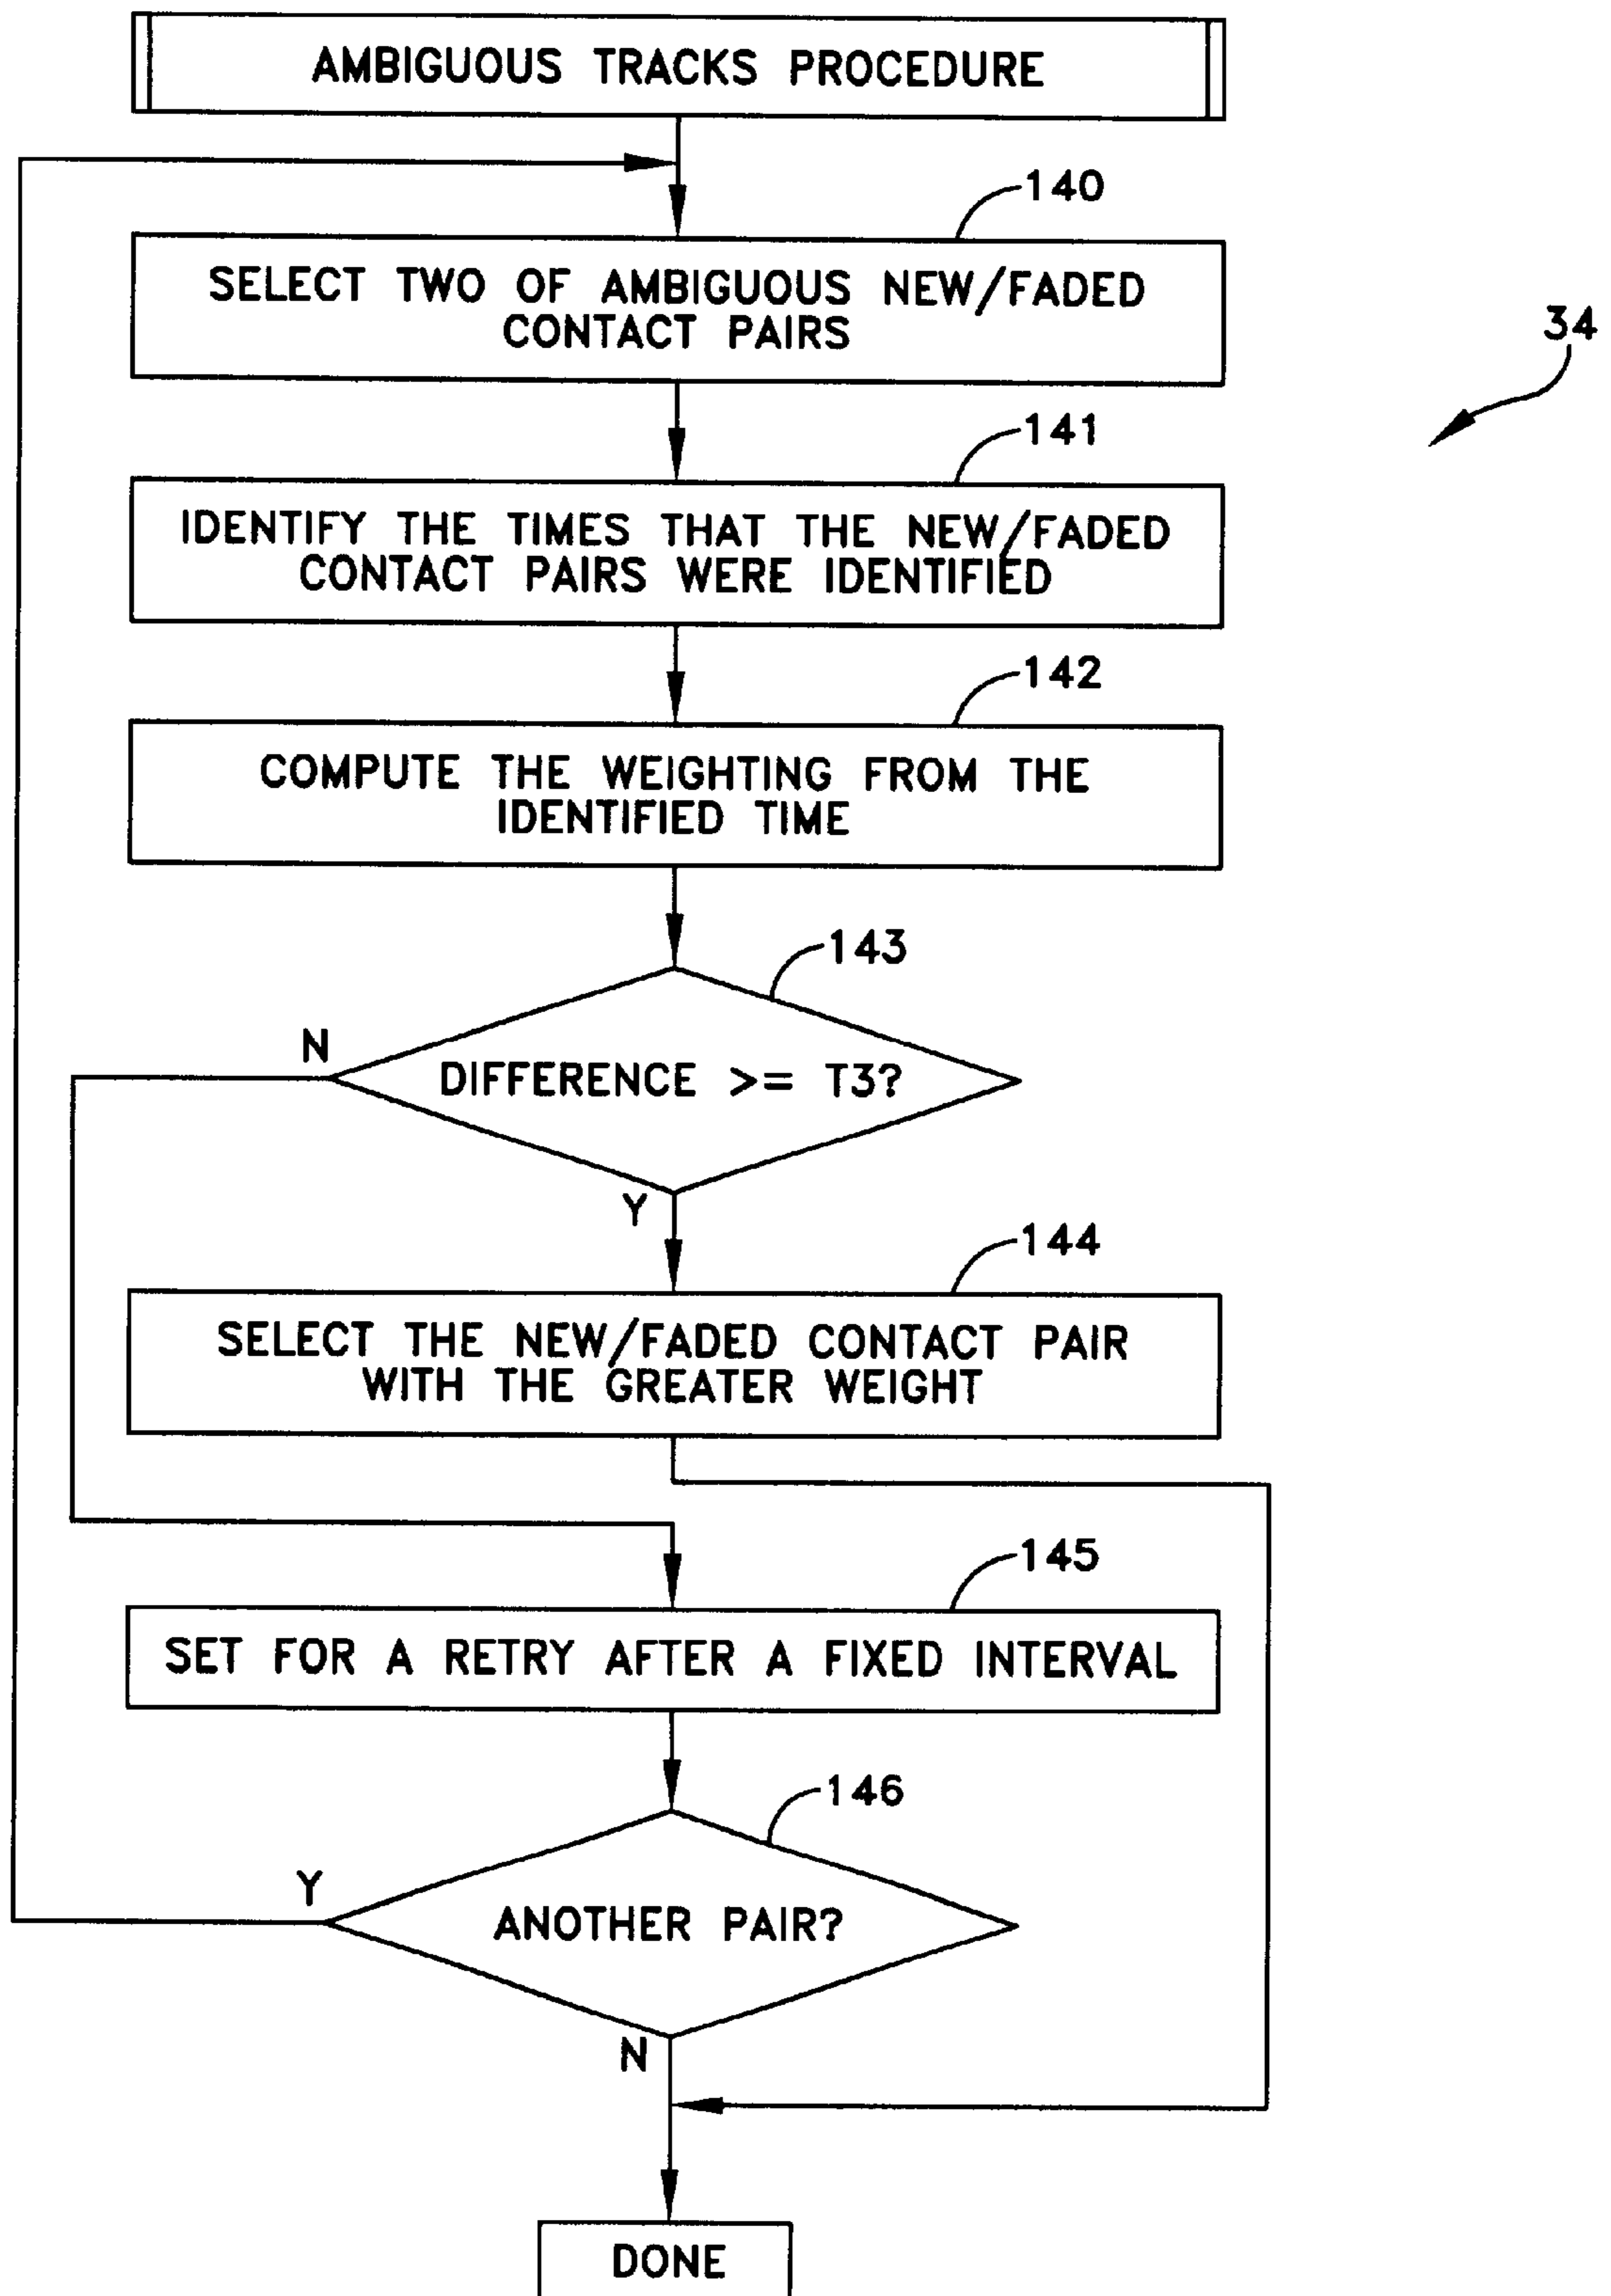 AMBIGUOUS TRACKS PROCEDURE
140
SELECT TWO OF AMBIGUOUS NEW/FADED
CONTACT PAIRS
34
141
IDENTIFY THE TIMES THAT THE NEW/FADED
CONTACT PAIRS WERE IDENTIFIED
142
COMPUTE THE WEIGHTING FROM THE
IDENTIFIED TIME
143
N
DIFFERENCE >= T3?
Y
144
SELECT THE NEW/FADED CONTACT PAIR
WITH THE GREATER WEIGHT
145
SET FOR A RETRY AFTER A FIXED INTERVAL
146
Y
ANOTHER PAIR?
N
DONE